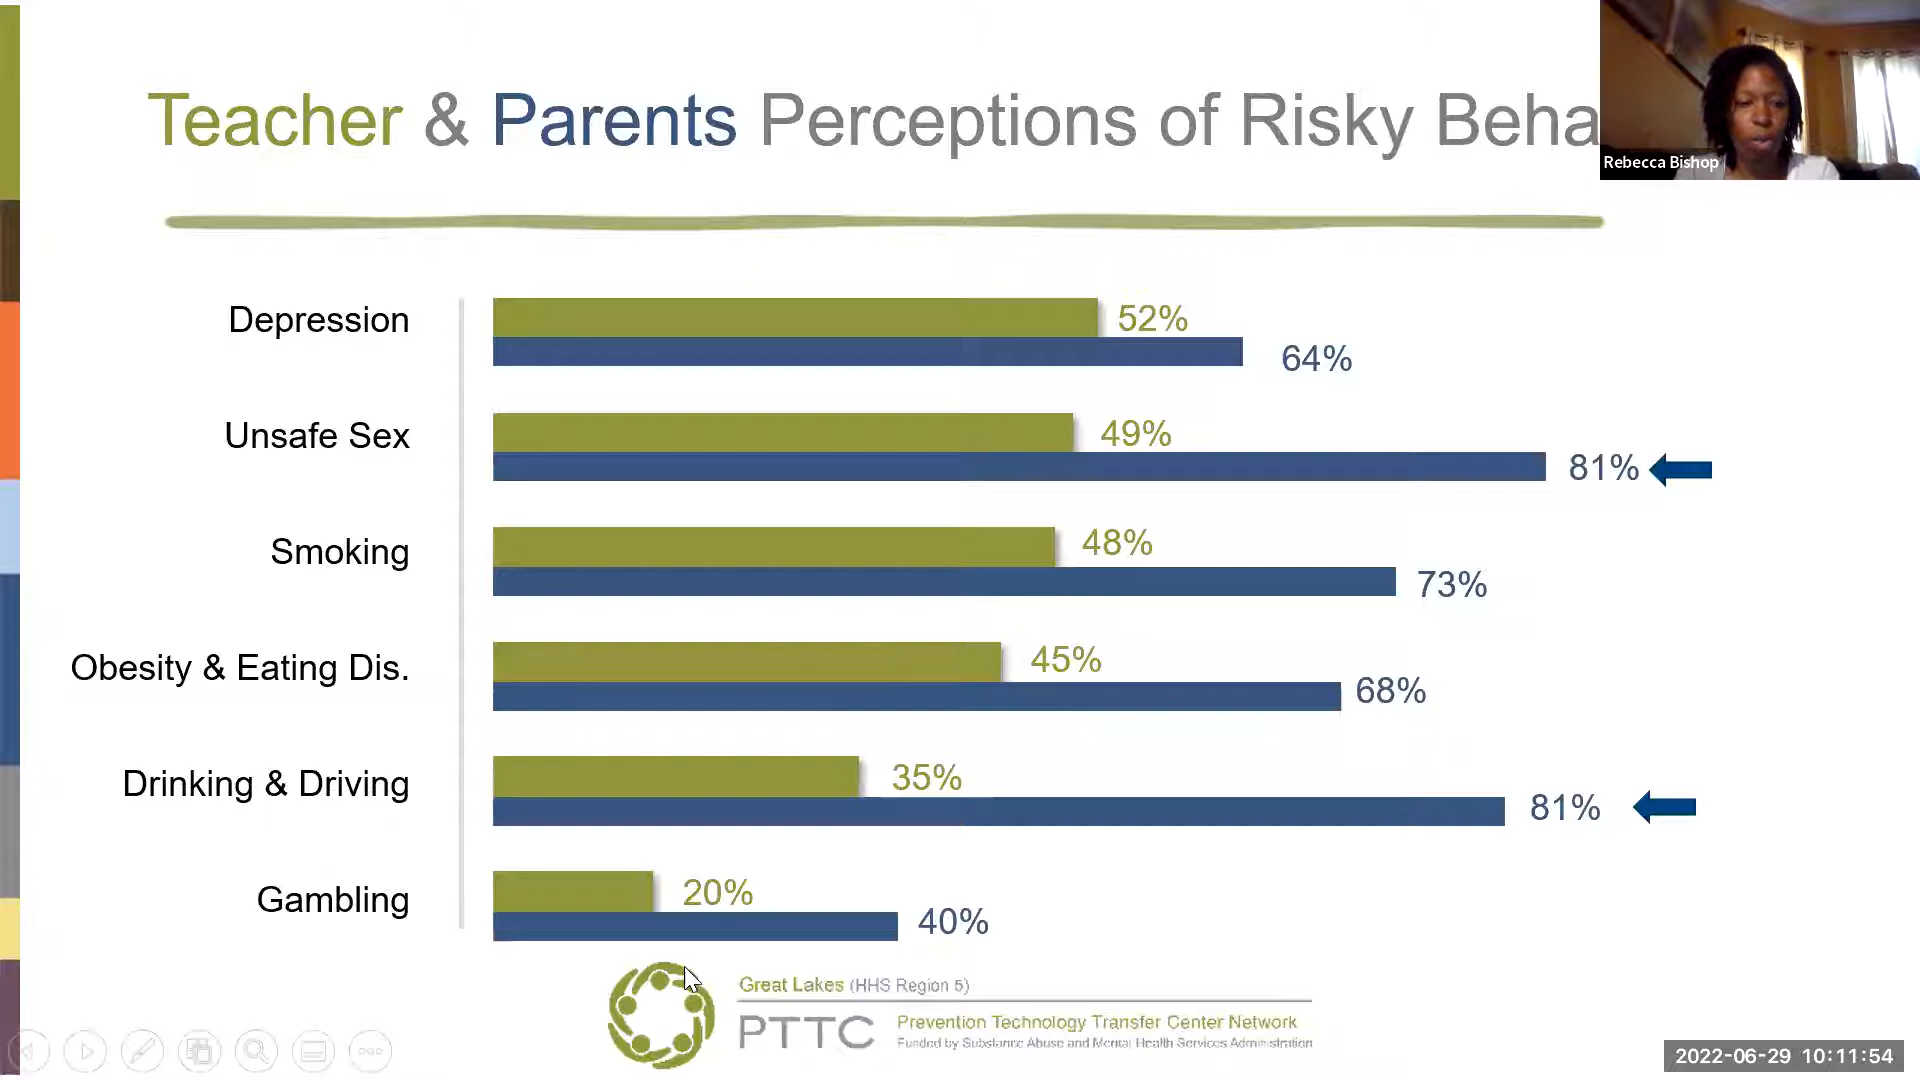 Teacher & Parents Perceptions of Risky Beha
Rebecca Bishop
Depression
52%
64%
Unsafe Sex
49%
81%
Smoking
48%
73%
Obesity & Eating Dis.
45%
68%
Drinking & Driving
35%
81%
Gambling
20%
40%
Great Lakes (HHS Region 5)
PTTC
Prevention Technology Transfer Center Network
Funded by Substance Abuse and Mental Health Services Administration
2022-06-29 10:11:54